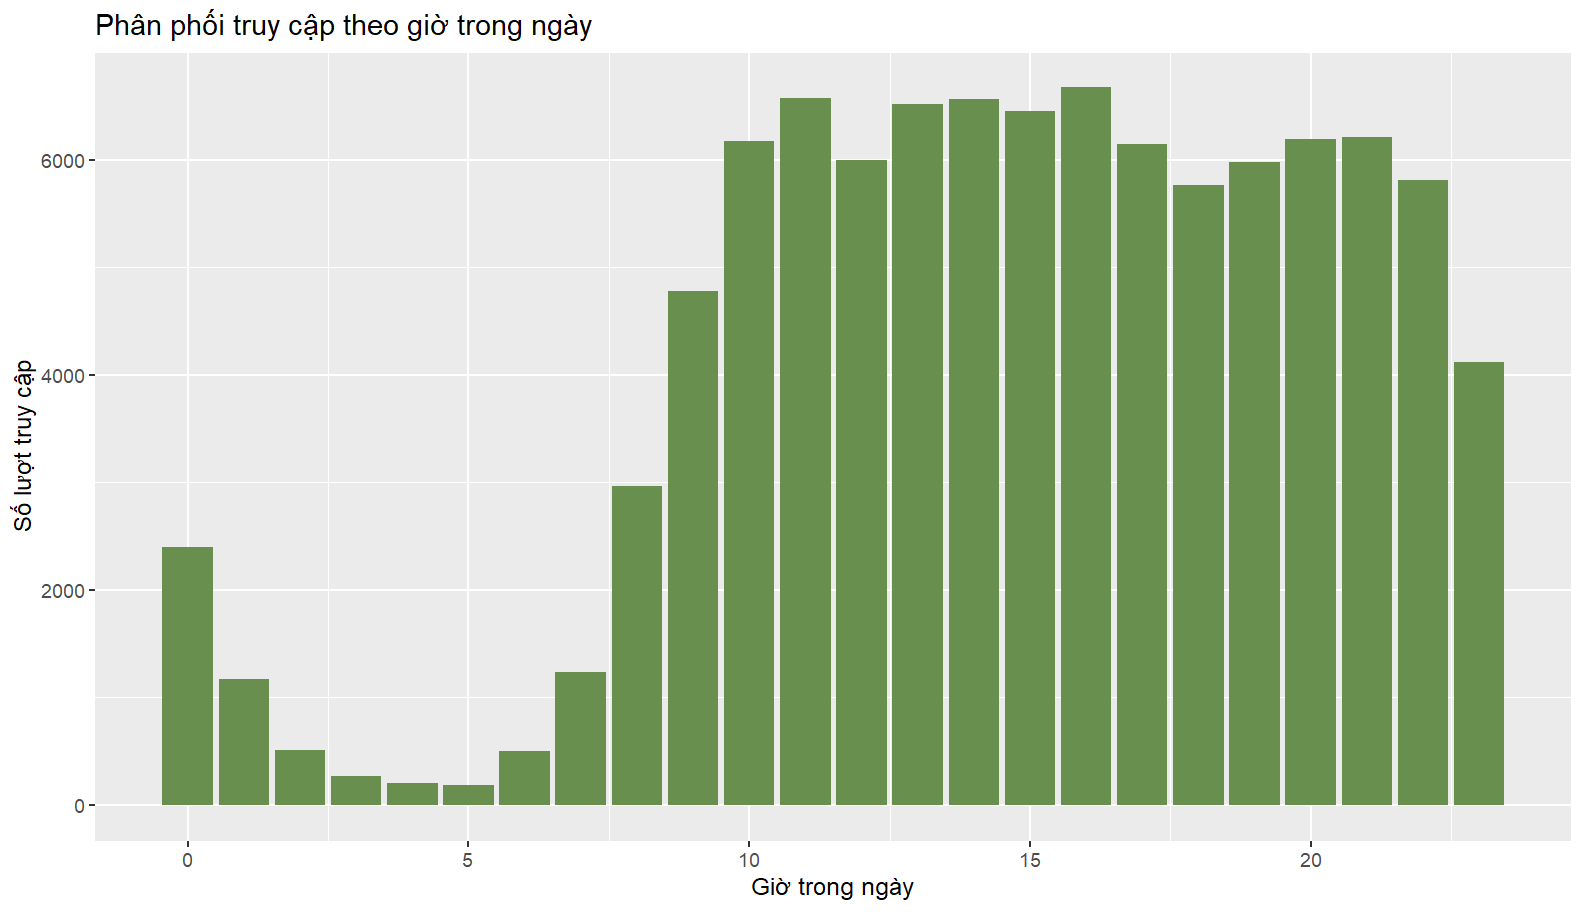 Phân phối truy cập theo giờ trong ngày
Số lượt truy cập
6000
4000
2000
0
0 5 10 15 20
Giờ trong ngày